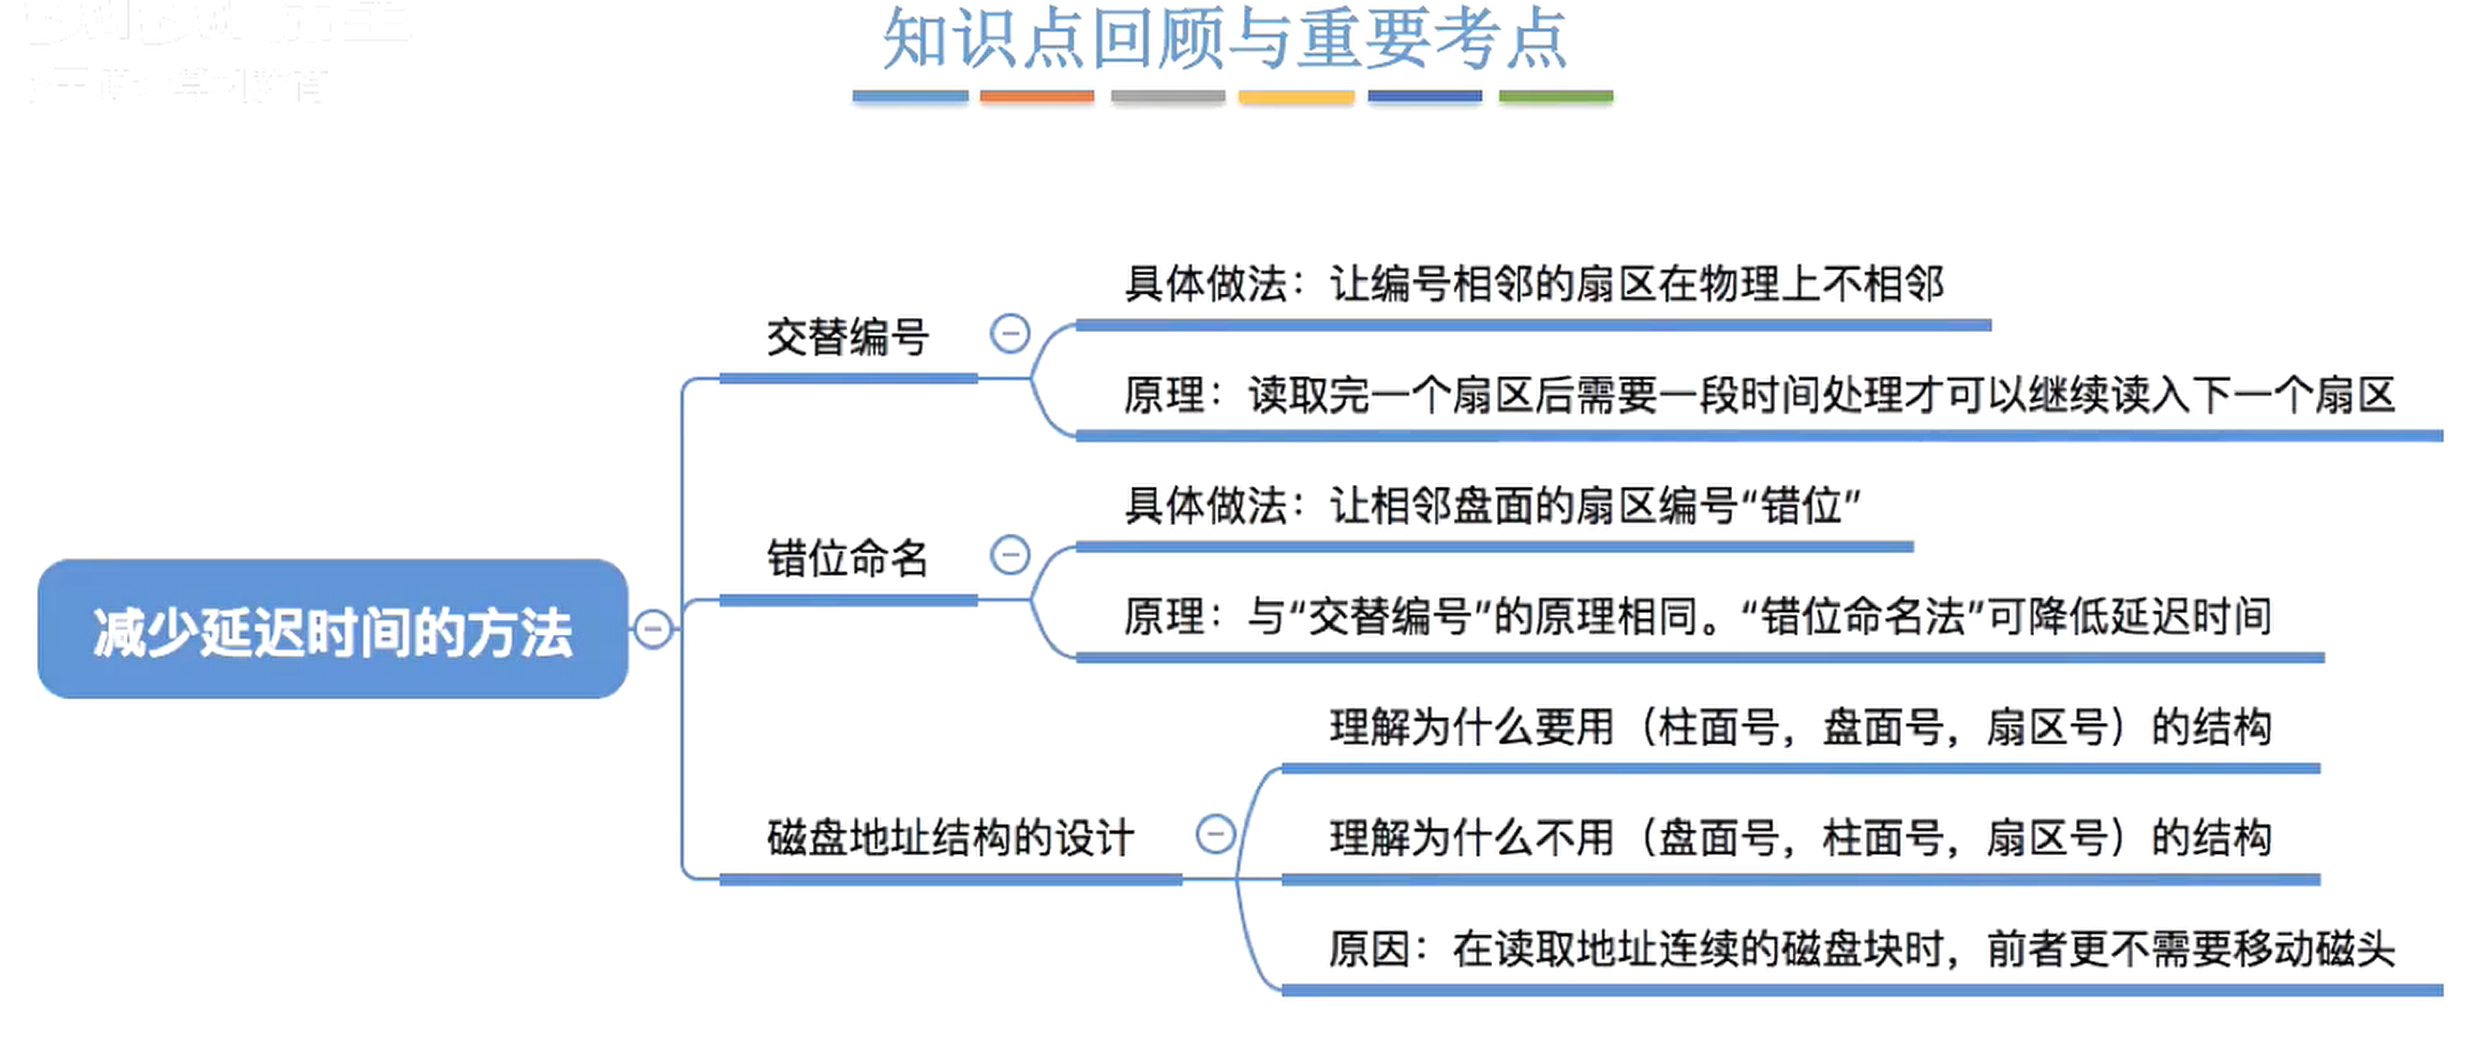 知识点回顾与重要考点
具体做法：让编号相邻的扇区在物理上不相邻
交替编号
原理：读取完一个扇区后需要一段时间处理才可以继续读入下一个扇区
具体做法：让相邻盘面的扇区编号“错位”
错位命名
原理：与“交替编号”的原理相同。“错位命名法”可降低延迟时间
减少延迟时间的方法
理解为什么要用（柱面号，盘面号，扇区号）的结构
磁盘地址结构的设计
理解为什么不用（盘面号，柱面号，扇区号）的结构
原因：在读取地址连续的磁盘块时，前者更不需要移动磁头